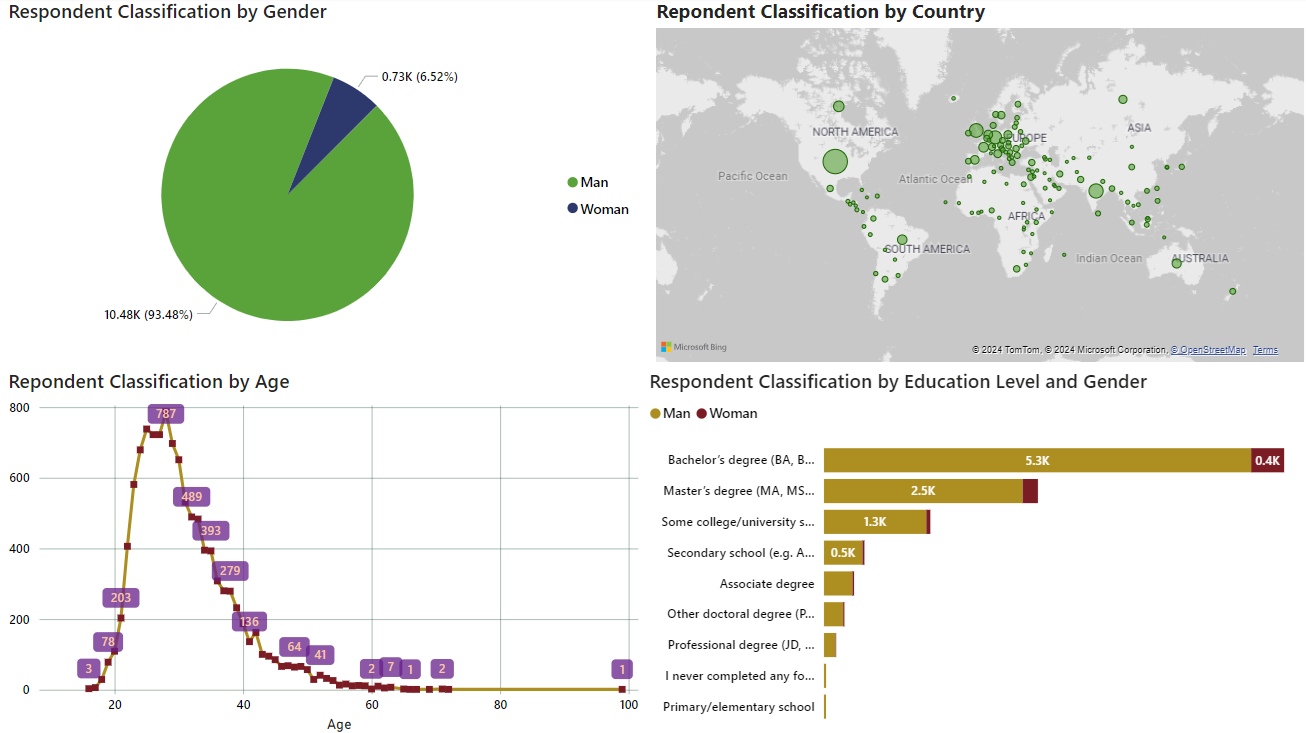 Respondent Classification by Gender
0.73K (6.52%)
Man
Woman
10.48K (93.48%)
Repondent Classification by Country
NORTH AMERICA
EUROPE
ASIA
Pacific Ocean
Atlantic Ocean
AFRICA
SOUTH AMERICA
Indian Ocean
AUSTRALIA
Microsoft Bing
© 2024 TomTom, © 2024 Microsoft Corporation, © OpenStreetMap Terms
Repondent Classification by Age
800
600
400
200
0
787
489
393
279
203
136
78
64
41
3
2
7
1
2
1
20 40 60 80 100
Age
Respondent Classification by Education Level and Gender
Man Woman
Bachelor's degree (BA, B... 5.3K 0.4K
Master's degree (MA, MS... 2.5K
Some college/university s... 1.3K
Secondary school (e.g. A... 0.5K
Associate degree
Other doctoral degree (P...
Professional degree (JD, ...
I never completed any fo...
Primary/elementary school